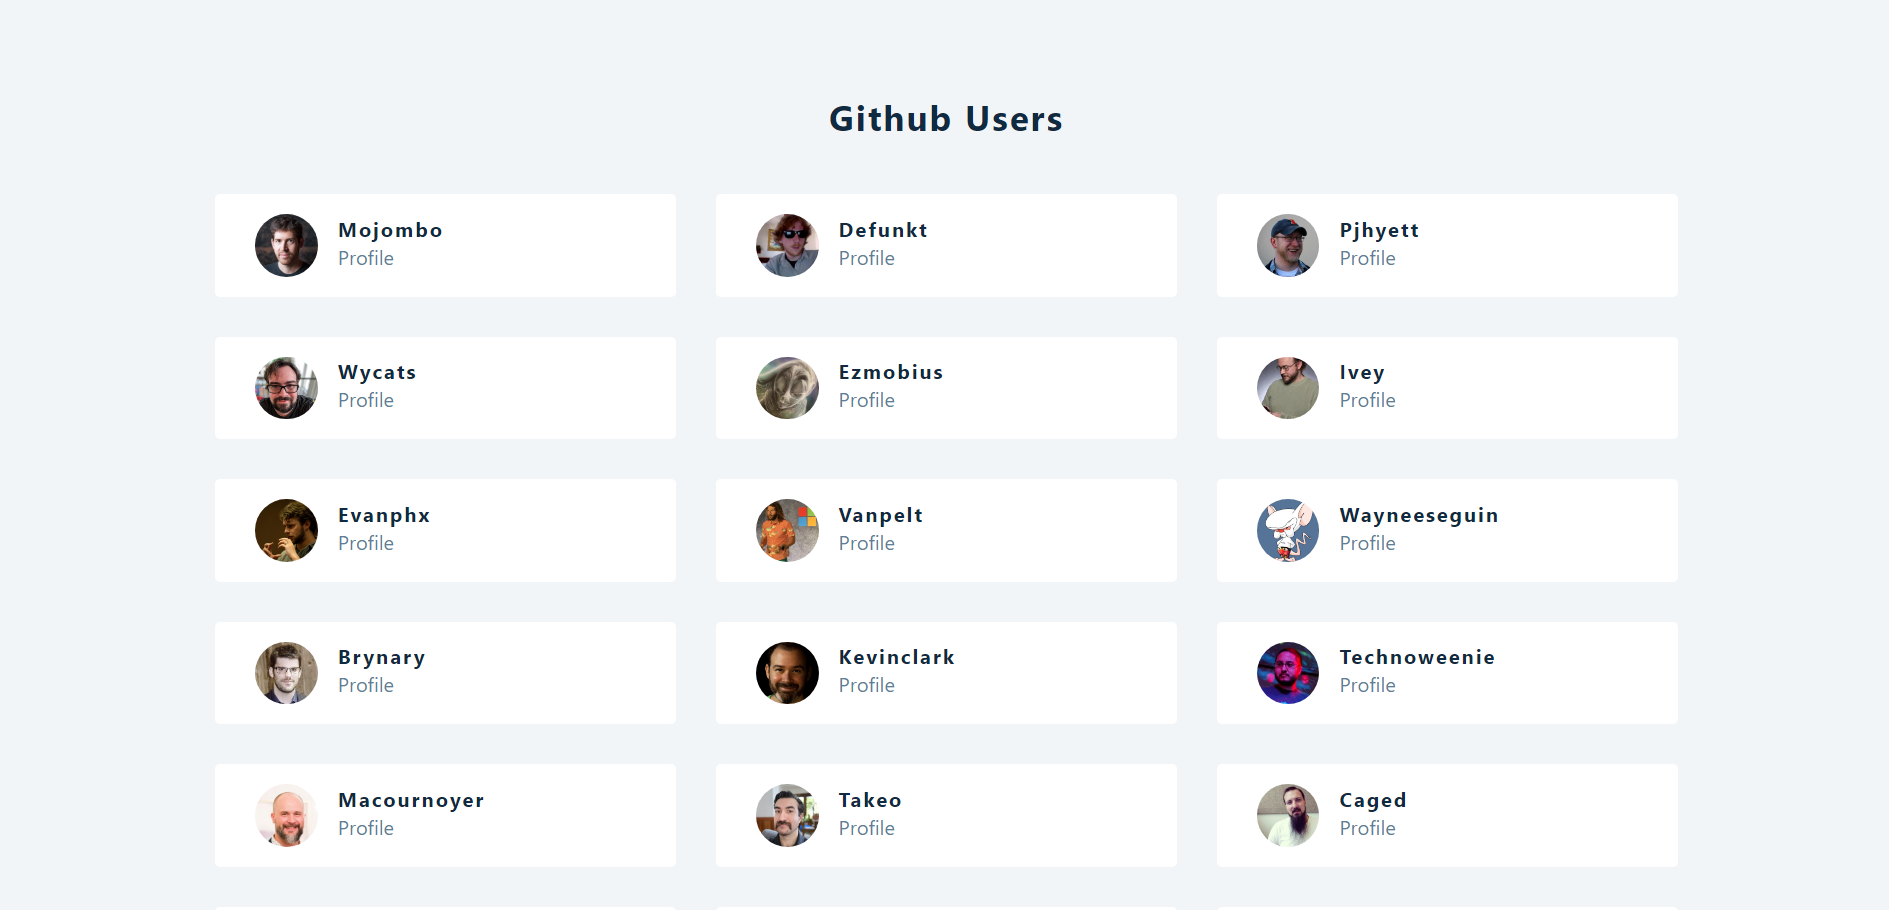 Github Users
Mojombo
Profile
Defunkt
Profile
Pjhyett
Profile
Wycats
Profile
Ezmobius
Profile
Ivey
Profile
Evanphx
Profile
Vanpelt
Profile
Wayneeseguin
Profile
Brynary
Profile
Kevinclark
Profile
Technoweenie
Profile
Macournoyer
Profile
Takeo
Profile
Caged
Profile